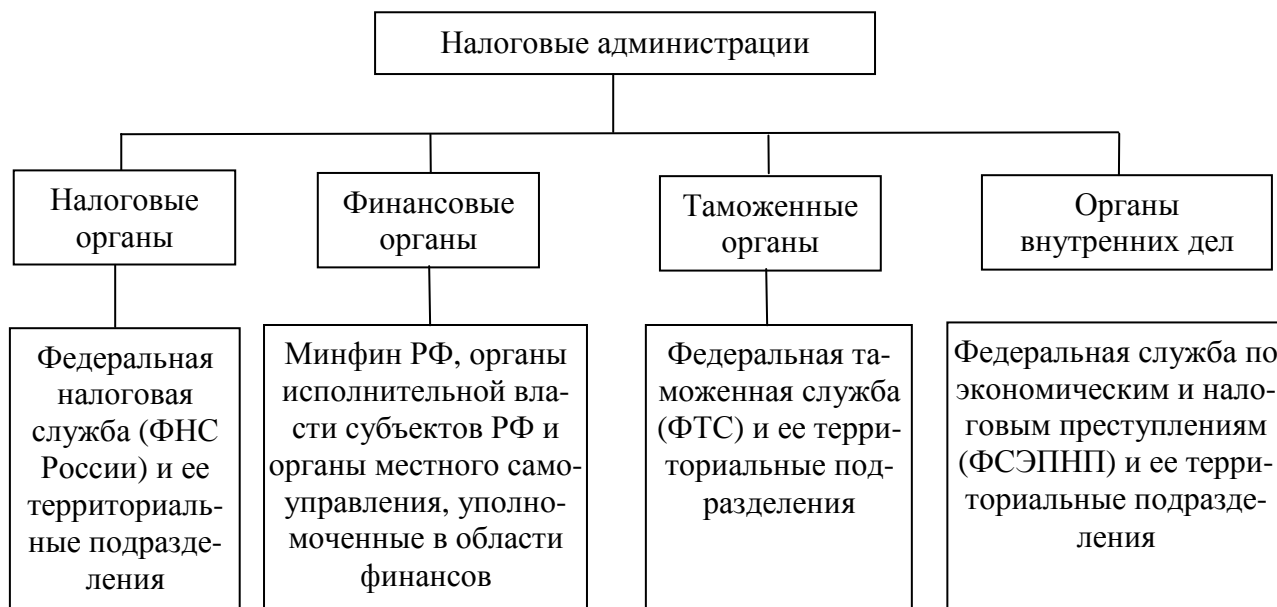 Налоговые администрации
Налоговые
органы
Финансовые
органы
Таможенные
органы
Органы
внутренних дел
Федеральная
налоговая
служба (ФНС
России) и ее
территориаль-
ные подразде-
ления
Минфин РФ, органы
исполнительной вла-
сти субъектов РФ и
органы местного само-
управления, уполно-
моченные в области
финансов
Федеральная та-
моженная служба
(ФТС) и ее терри-
ториальные под-
разделения
Федеральная служба по
экономическим и нало-
говым преступлениям
(ФСЭПНП) и ее терри-
ториальные подразде-
ления